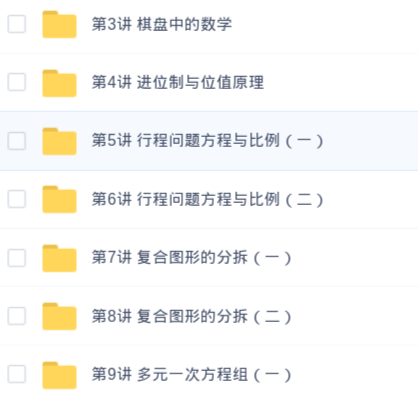 第3讲 棋盘中的数学
第4讲 进位制与位值原理
第5讲 行程问题方程与比例（一）
第6讲 行程问题方程与比例（二）
第7讲 复合图形的分拆（一）
第8讲 复合图形的分拆（二）
第9讲 多元一次方程组（一）